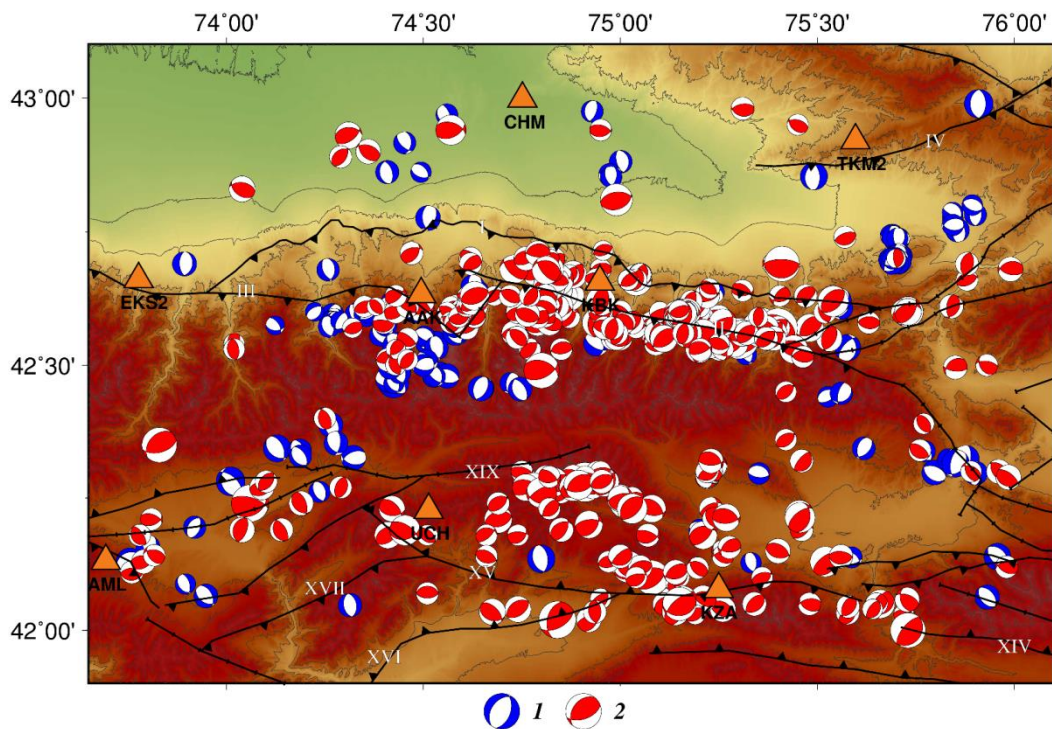 74°00' 74°30' 75°00' 75°30' 76°00'
43°00'
CHM
TKM2
IV
I
EKS2
III
AAK
KBK
II
42°30'
XIX
UCH
AML
XV
XVII
KZA
42°00'
XVI
XIV
1 2